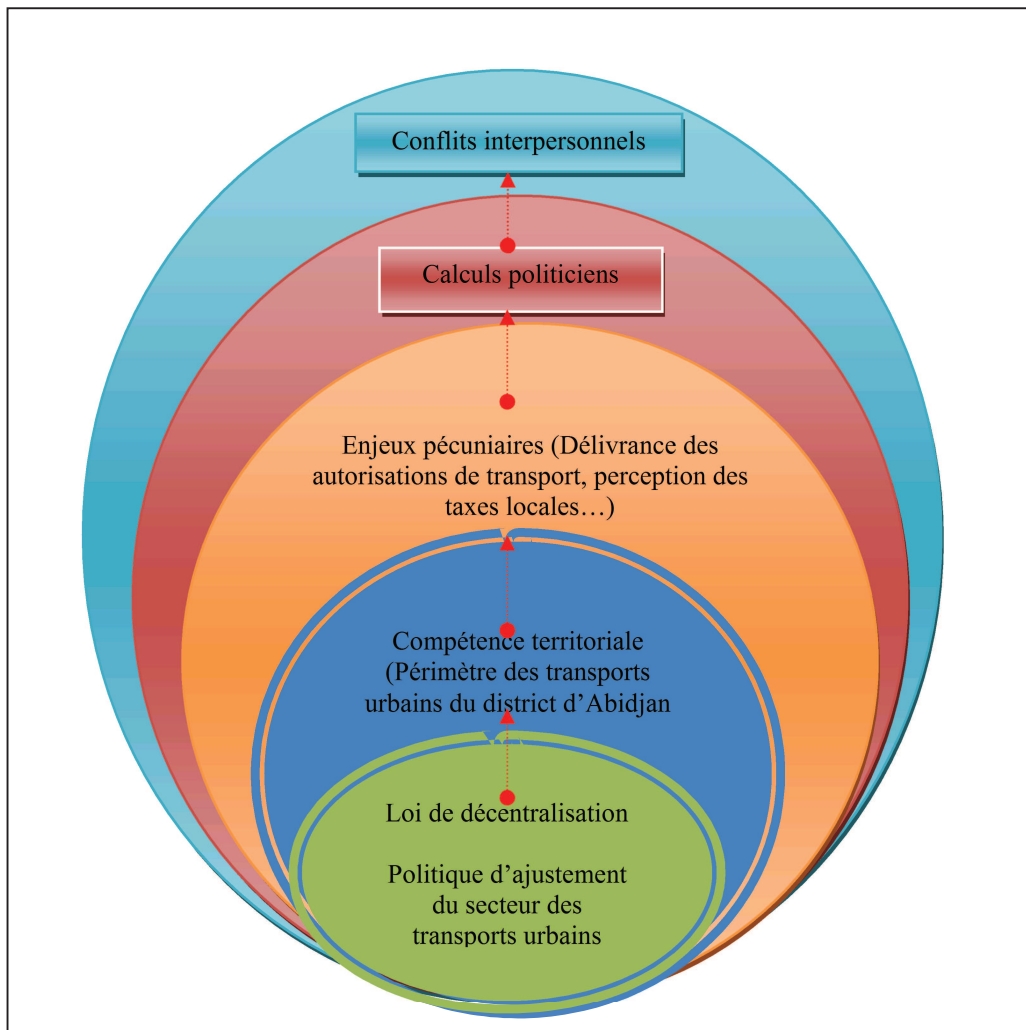 Conflits interpersonnels
Calculs politiciens
Enjeux pécuniaires (Délivrance des
autorisations de transport, perception des
taxes locales…)
Compétence territoriale
(Périmètre des transports
urbains du district d’Abidjan
Loi de décentralisation
Politique d’ajustement
du secteur des
transports urbains